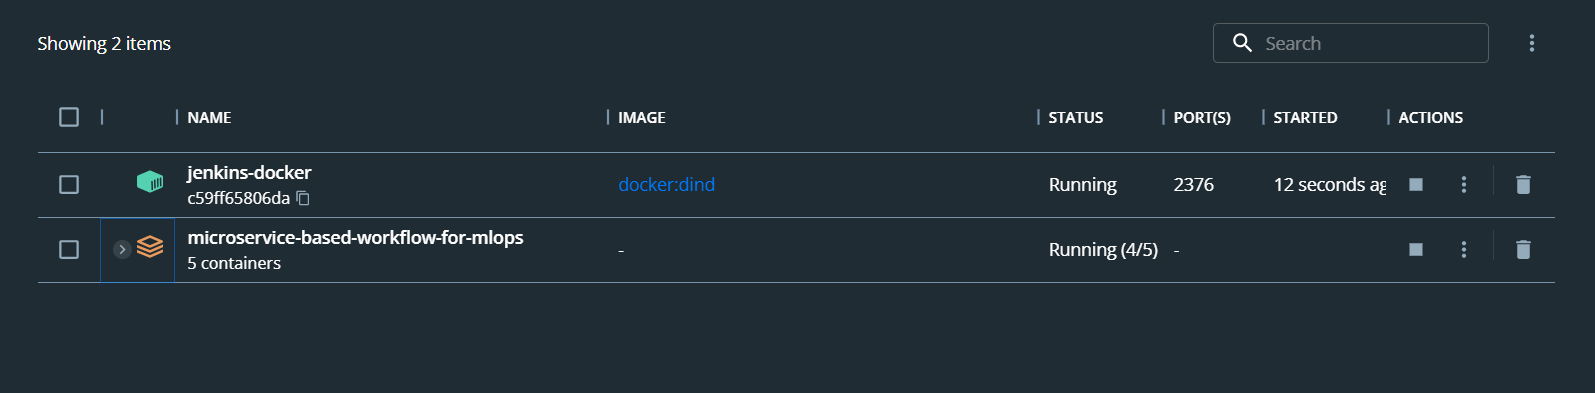 Showing 2 items
Search
NAME IMAGE STATUS PORT(S) STARTED ACTIONS
jenkins-docker
c59ff65806da
docker:dind Running 2376 12 seconds ag
microservice-based-workflow-for-mlops
5 containers
- Running (4/5) -